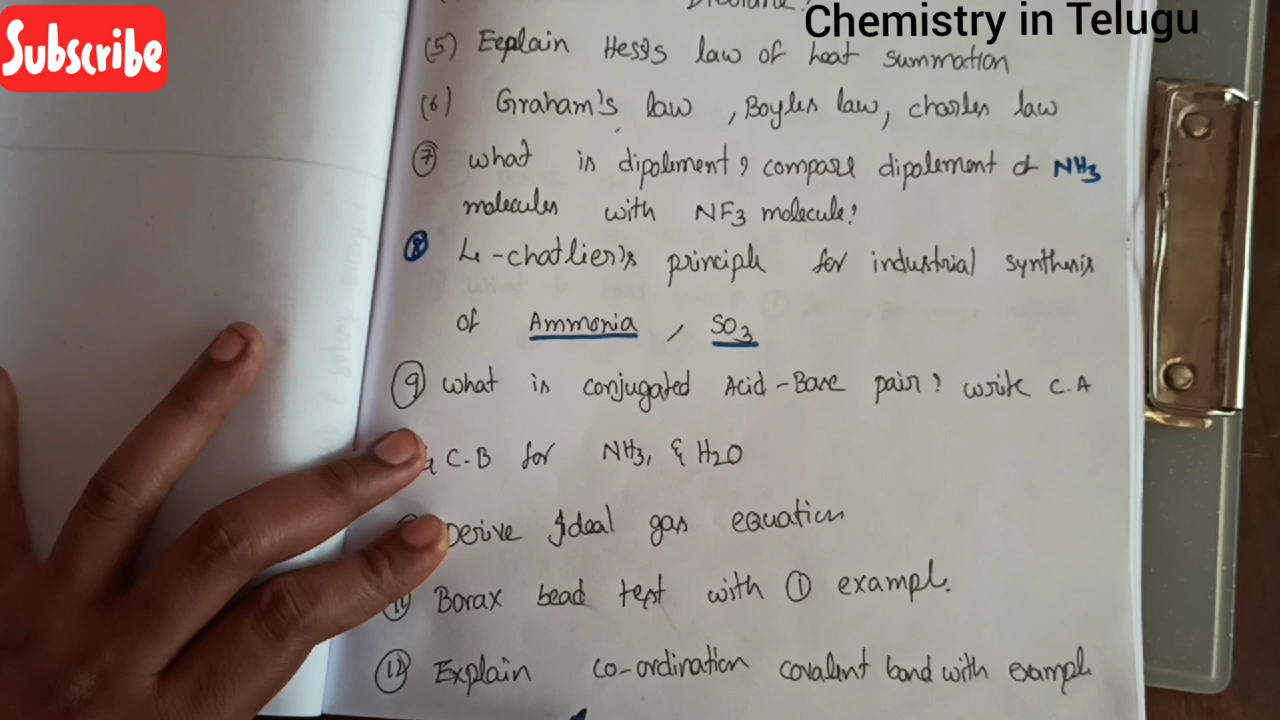 Chemistry in Telugu
Subscribe
(5) Eeplain Hess's law of heat summation
(6) Graham's law , Boyles law, charles law
(7) what is dipolement? compare dipolement of NH3
molecules with NF3 molecule?
(8) Le-chatlier's principle for industrial synthesis
of Ammonia , SO3
(9) what is conjugated Acid-Base pair? write C.A
C.B for NH3, & H2O
Derive Ideal gas equation
(11) Borax bead test with (1) example.
(12) Explain co-ordination covalent bond with example